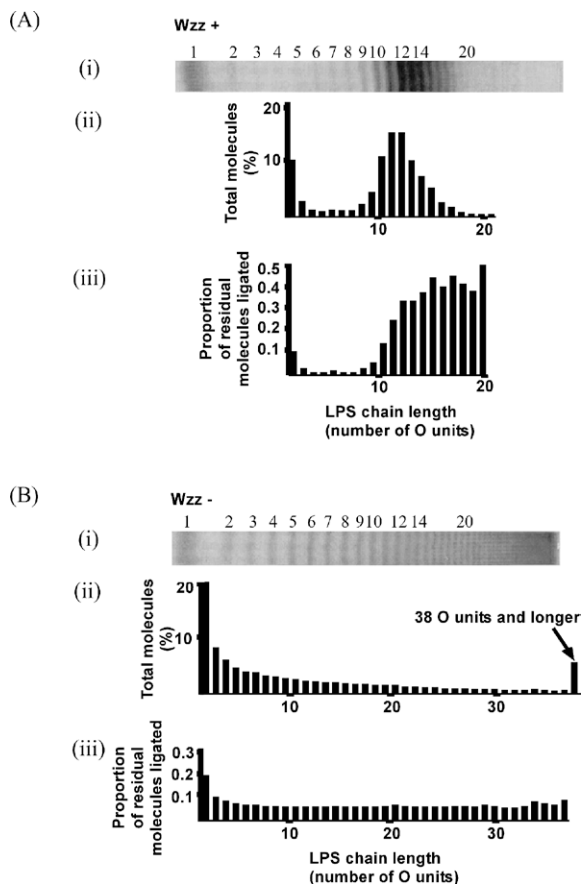 (A)
Wzz +
1 2 3 4 5 6 7 8 9 10 12 14 20
(i)
(ii)
20
10
Total molecules
(%)
10 20
(iii)
0.5
0.4
0.3
0.2
0.1
Proportion
of residual
molecules ligated
10 20
LPS chain length
(number of O units)
(B)
Wzz -
1 2 3 4 5 6 7 8 9 10 12 14 20
(i)
(ii)
20
10
Total molecules
(%)
38 O units and longer
10 20 30
(iii)
0.3
0.2
0.1
Proportion
of residual
molecules ligated
10 20 30
LPS chain length
(number of O units)